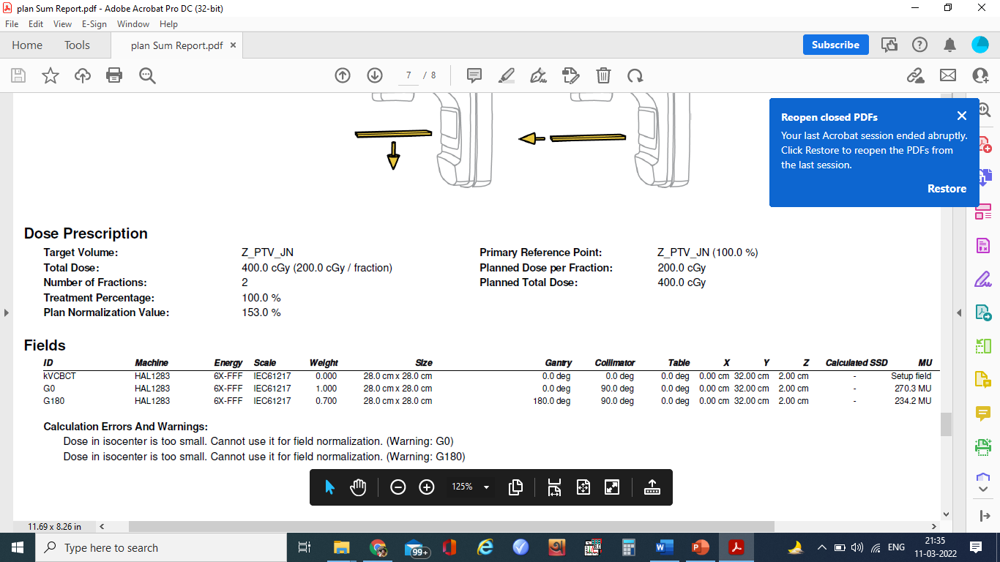 plan Sum Report.pdf - Adobe Acrobat Pro DC (32-bit)
File Edit View E-Sign Window Help
Home Tools plan Sum Report.pdf × Subscribe
7 / 8
Reopen closed PDFs
Your last Acrobat session ended abruptly.
Click Restore to reopen the PDFs from
the last session.
Restore
Dose Prescription
Target Volume: Z_PTV_JN Primary Reference Point: Z_PTV_JN (100.0 %)
Total Dose: 400.0 cGy (200.0 cGy / fraction) Planned Dose per Fraction: 200.0 cGy
Number of Fractions: 2 Planned Total Dose: 400.0 cGy
Treatment Percentage: 100.0 %
Plan Normalization Value: 153.0 %
Fields
ID Machine Energy Scale Weight Size Gantry Collimator Table X Y Z Calculated SSD MU
kVCBCT HAL1283 6X-FFF IEC61217 0.000 28.0 cm x 28.0 cm 0.0 deg 0.0 deg 0.0 deg 0.00 cm 32.00 cm 2.00 cm - Setup field
G0 HAL1283 6X-FFF IEC61217 1.000 28.0 cm x 28.0 cm 0.0 deg 90.0 deg 0.0 deg 0.00 cm 32.00 cm 2.00 cm - 270.3 MU
G180 HAL1283 6X-FFF IEC61217 0.700 28.0 cm x 28.0 cm 180.0 deg 90.0 deg 0.0 deg 0.00 cm 32.00 cm 2.00 cm - 234.2 MU
Calculation Errors And Warnings:
Dose in isocenter is too small. Cannot use it for field normalization. (Warning: G0)
Dose in isocenter is too small. Cannot use it for field normalization. (Warning: G180)
125%
11.69 x 8.26 in
Type here to search
99+
ENG
21:35
11-03-2022